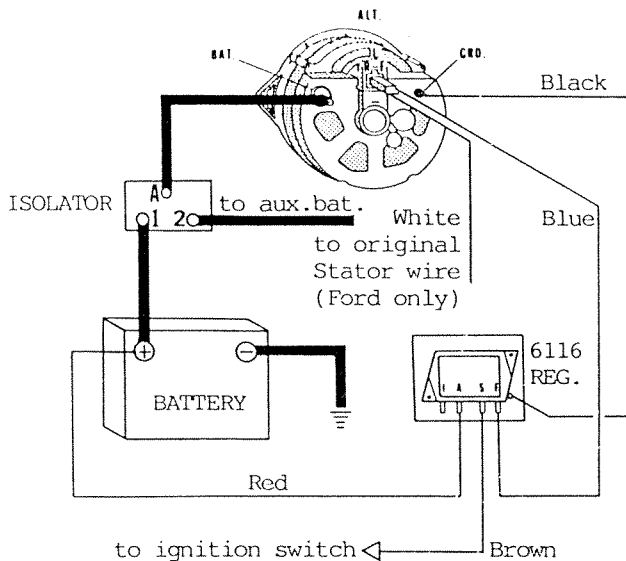 ALT.
BAT.
GRD.
L
R F
Black
A
ISOLATOR
1 2
to aux.bat.
White
to original
Stator wire
(Ford only)
Blue
+
−
BATTERY
6116
REG.
I A S F
Red
to ignition switch
Brown